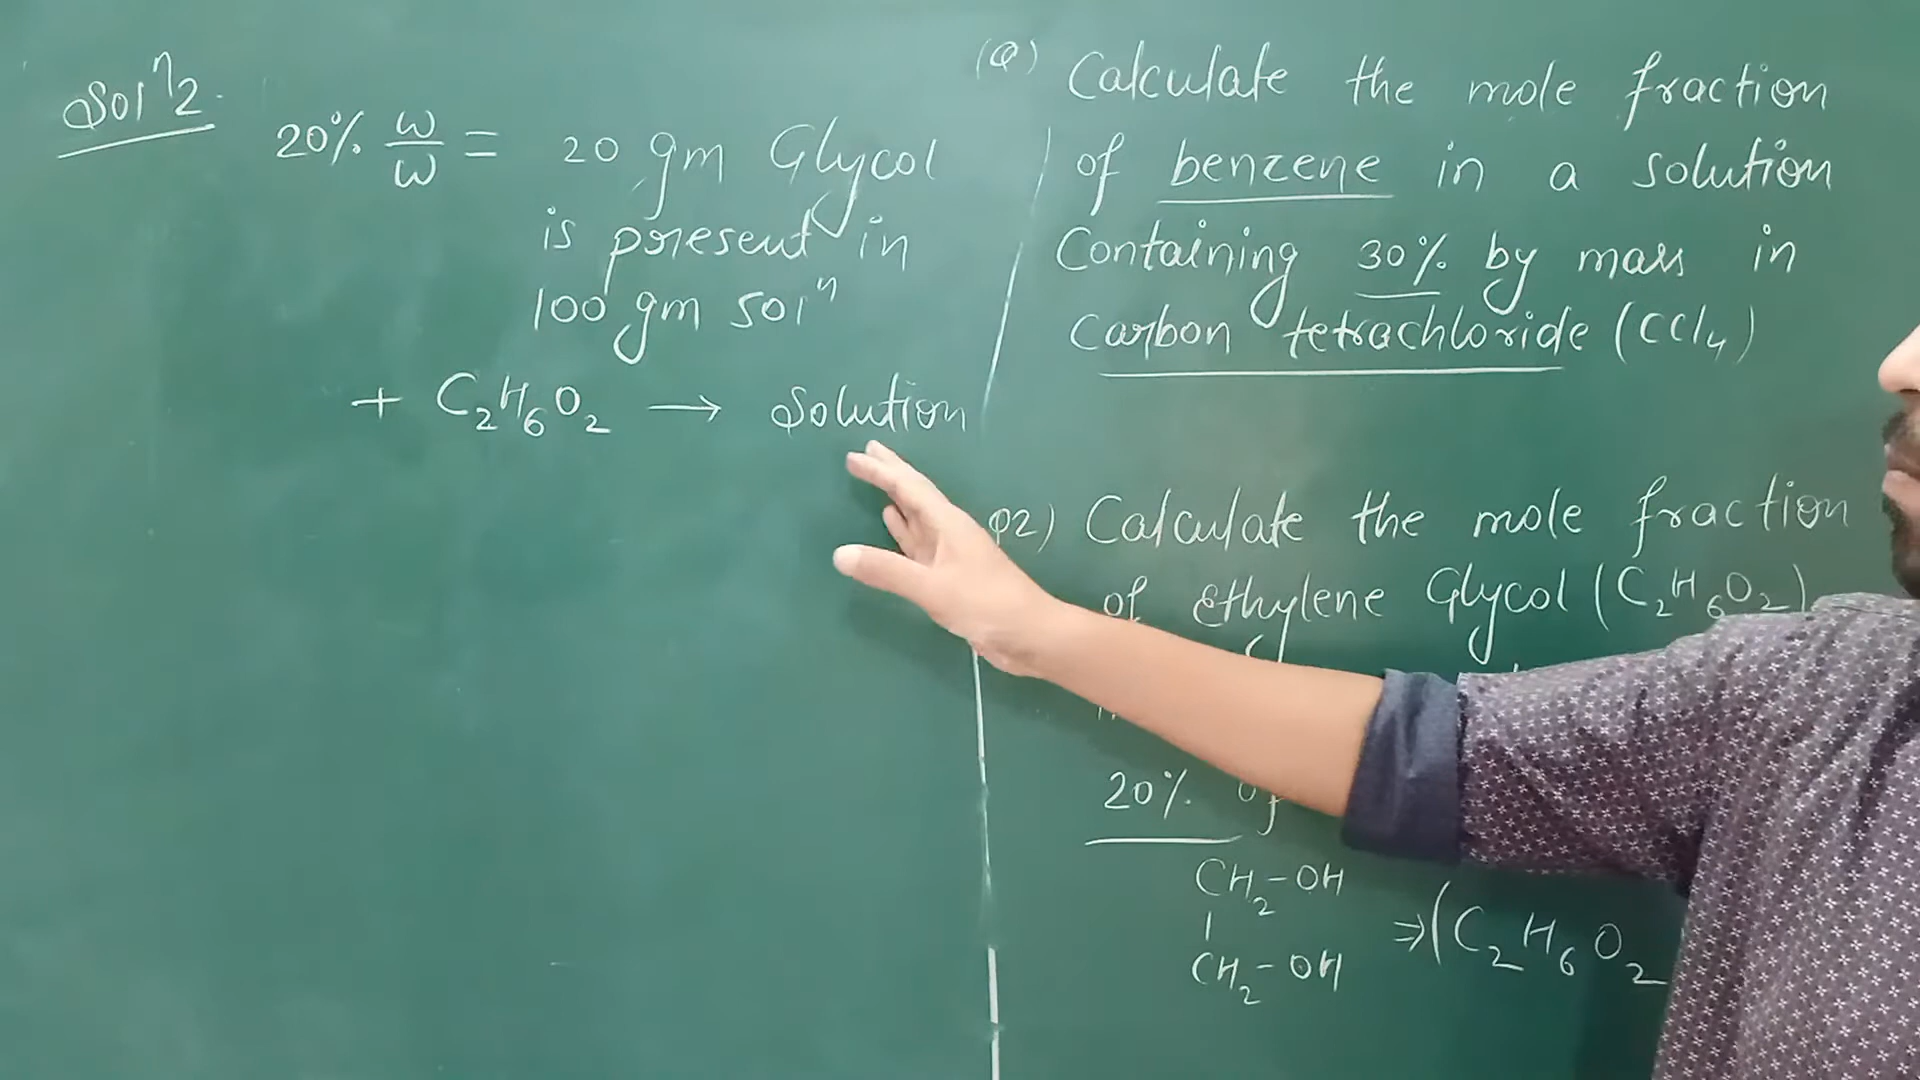 Solⁿ2.
20% w/w = 20 gm Glycol
is present in
100 gm solⁿ
+ C₂H₆O₂ → Solution
(Q) Calculate the mole fraction
of benzene in a solution
Containing 30% by mass in
Carbon tetrachloride (CCl₄)
Q2) Calculate the mole fraction
of Ethylene Glycol (C₂H₆O₂)
20% of
CH₂-OH
|
CH₂-OH
⇒ (C₂H₆O₂